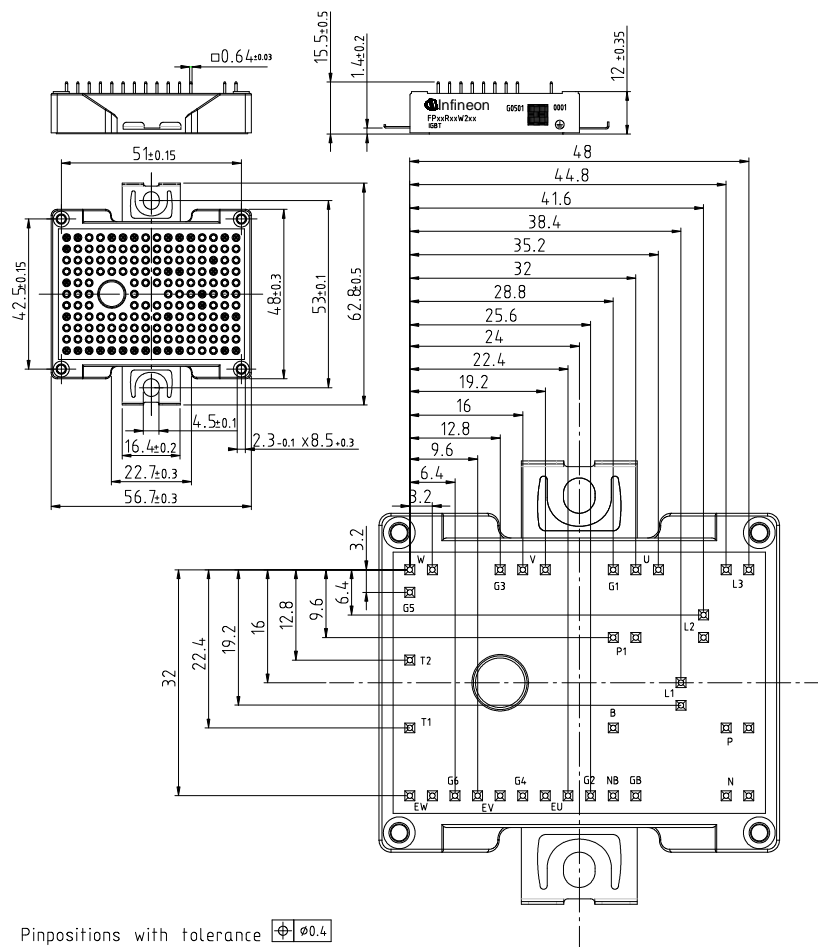 □0.64±0.03
15.5±0.5
1.4±0.2
12 ±0.35
Infineon
G0501
0001
FPxxRxxW2xx
IGBT
51±0.15
42.5±0.15
48±0.3
53±0.1
62.8±0.5
4.5±0.1
16.4±0.2
2.3-0.1 x8.5+0.3
22.7±0.3
56.7±0.3
48
44.8
41.6
38.4
35.2
32
28.8
25.6
24
22.4
19.2
16
12.8
9.6
6.4
3.2
3.2
6.4
9.6
12.8
16
19.2
22.4
32
W
G3
V
G1
U
L3
G5
L2
P1
T2
L1
T1
B
P
G6
G4
G2
NB
GB
N
EW
EV
EU
Pinpositions with tolerance ⌖ ⌀0.4